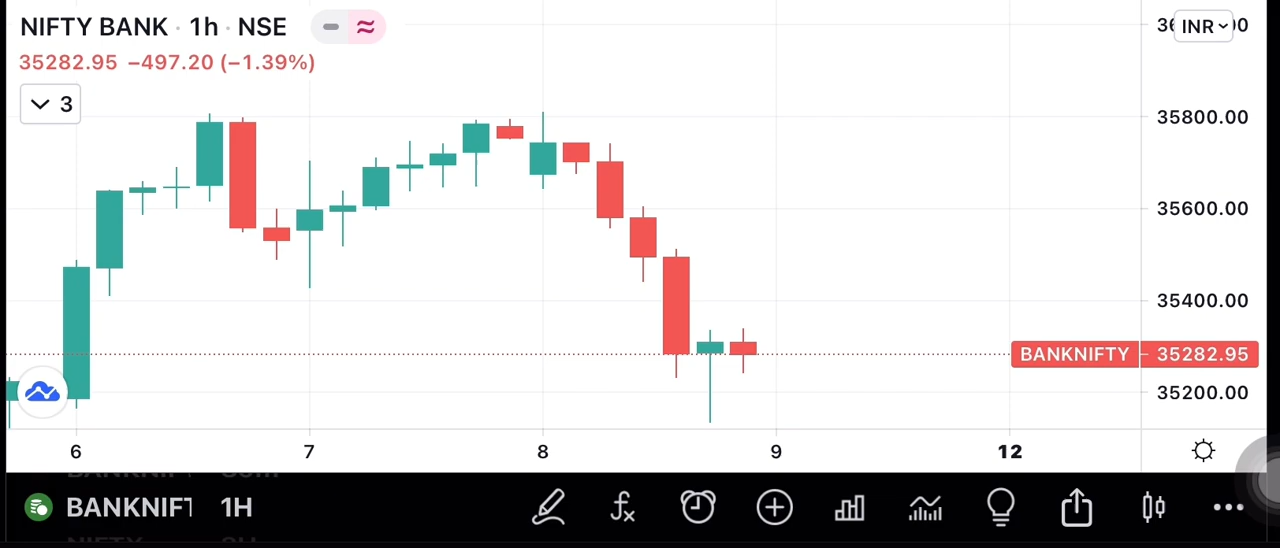 NIFTY BANK · 1h · NSE
INR
35282.95 −497.20 (−1.39%)
3
35800.00
35600.00
35400.00
BANKNIFTY 35282.95
35200.00
6 7 8 9 12
BANKNIFT 1H